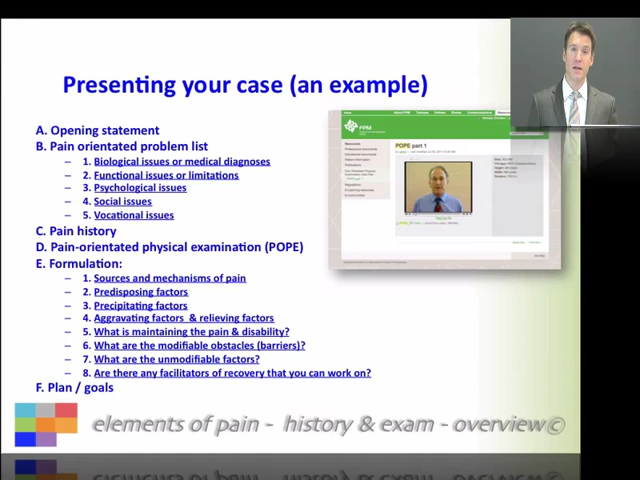 Presenting your case (an example)
A. Opening statement
B. Pain orientated problem list
– 1. Biological issues or medical diagnoses
– 2. Functional issues or limitations
– 3. Psychological issues
– 4. Social issues
– 5. Vocational issues
C. Pain history
D. Pain-orientated physical examination (POPE)
E. Formulation:
– 1. Sources and mechanisms of pain
– 2. Predisposing factors
– 3. Precipitating factors
– 4. Aggravating factors & relieving factors
– 5. What is maintaining the pain & disability?
– 6. What are the modifiable obstacles (barriers)?
– 7. What are the unmodifiable factors?
– 8. Are there any facilitators of recovery that you can work on?
F. Plan / goals
FPM
POPE part 1
elements of pain - history & exam - overview©